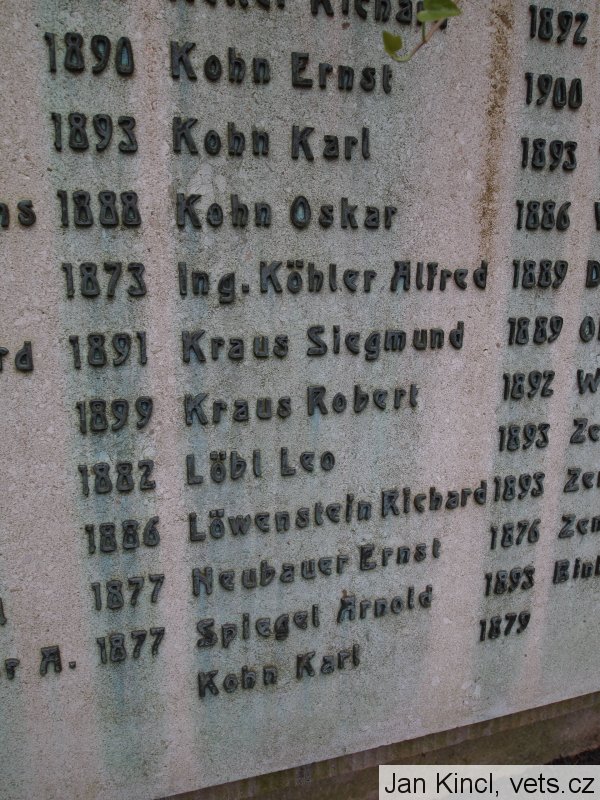 Richard 1892
1890 Kohn Ernst 1900
1893 Kohn Karl 1893
1888 Kohn Oskar 1886
1873 Ing. Köhler Alfred 1889
1891 Kraus Siegmund 1889
1899 Kraus Robert 1892
1882 Löbl Leo 1893
1886 Löwenstein Richard 1893
1877 Neubauer Ernst 1876
A. 1877 Spiegel Arnold 1893
Kohn Karl 1879
Jan Kincl, vets.cz